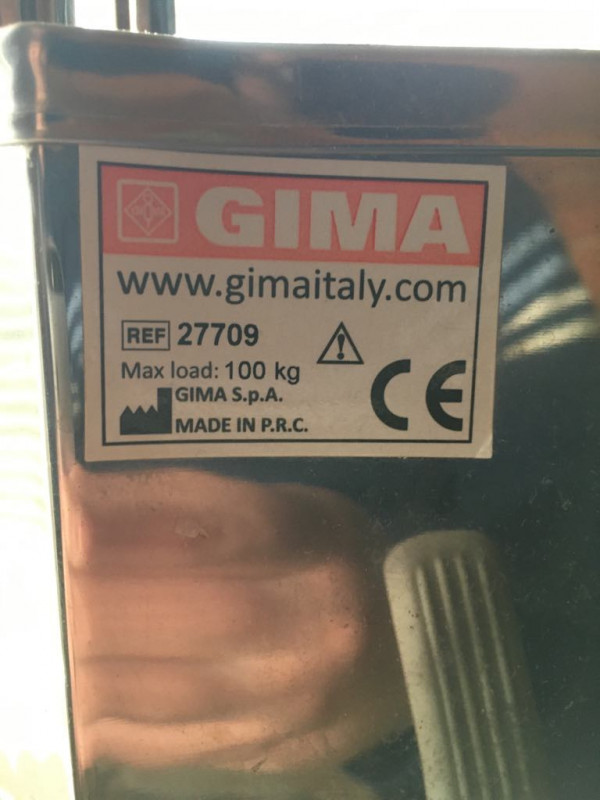 GIMA
www.gimaitaly.com
REF 27709
Max load: 100 kg
GIMA S.p.A.
MADE IN P.R.C.
CE